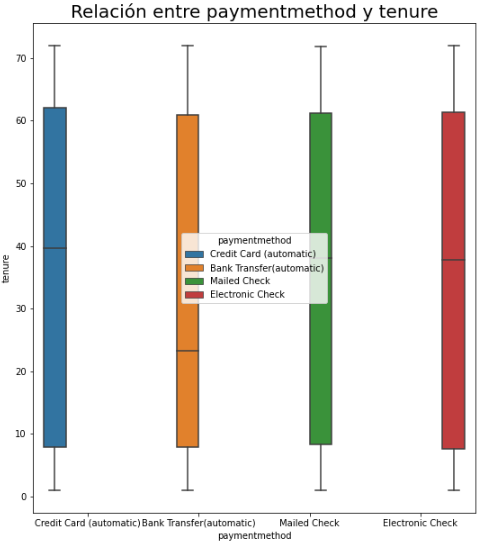 Relación entre paymentmethod y tenure
70
60
50
40
30
20
10
0
tenure
paymentmethod
Credit Card (automatic)
Bank Transfer(automatic)
Mailed Check
Electronic Check
Credit Card (automatic) Bank Transfer(automatic) Mailed Check Electronic Check
paymentmethod